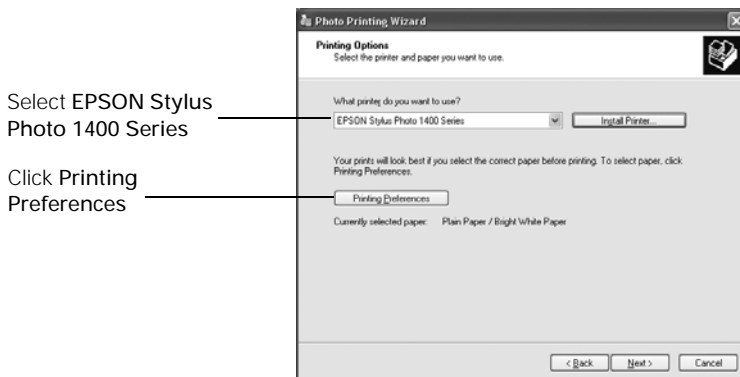 Photo Printing Wizard
Printing Options
Select the printer and paper you want to use.
Select EPSON Stylus
Photo 1400 Series
What printer do you want to use?
EPSON Stylus Photo 1400 Series
Install Printer...
Your prints will look best if you select the correct paper before printing. To select paper, click
Printing Preferences.
Click Printing
Preferences
Printing Preferences
Currently selected paper: Plain Paper / Bright White Paper
< Back
Next >
Cancel